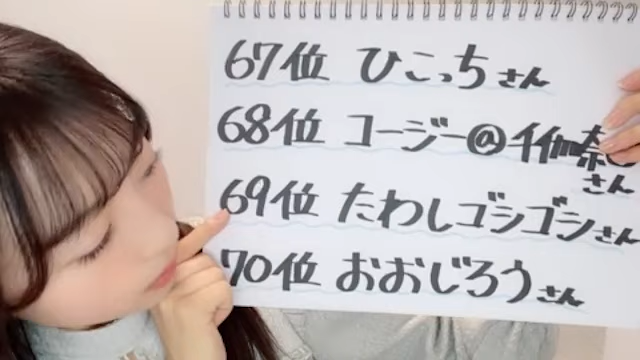 67位 ひこっちさん
68位 コージー@千伽奈
さん
69位 たわしゴシゴシさん
70位 おおじろうさん